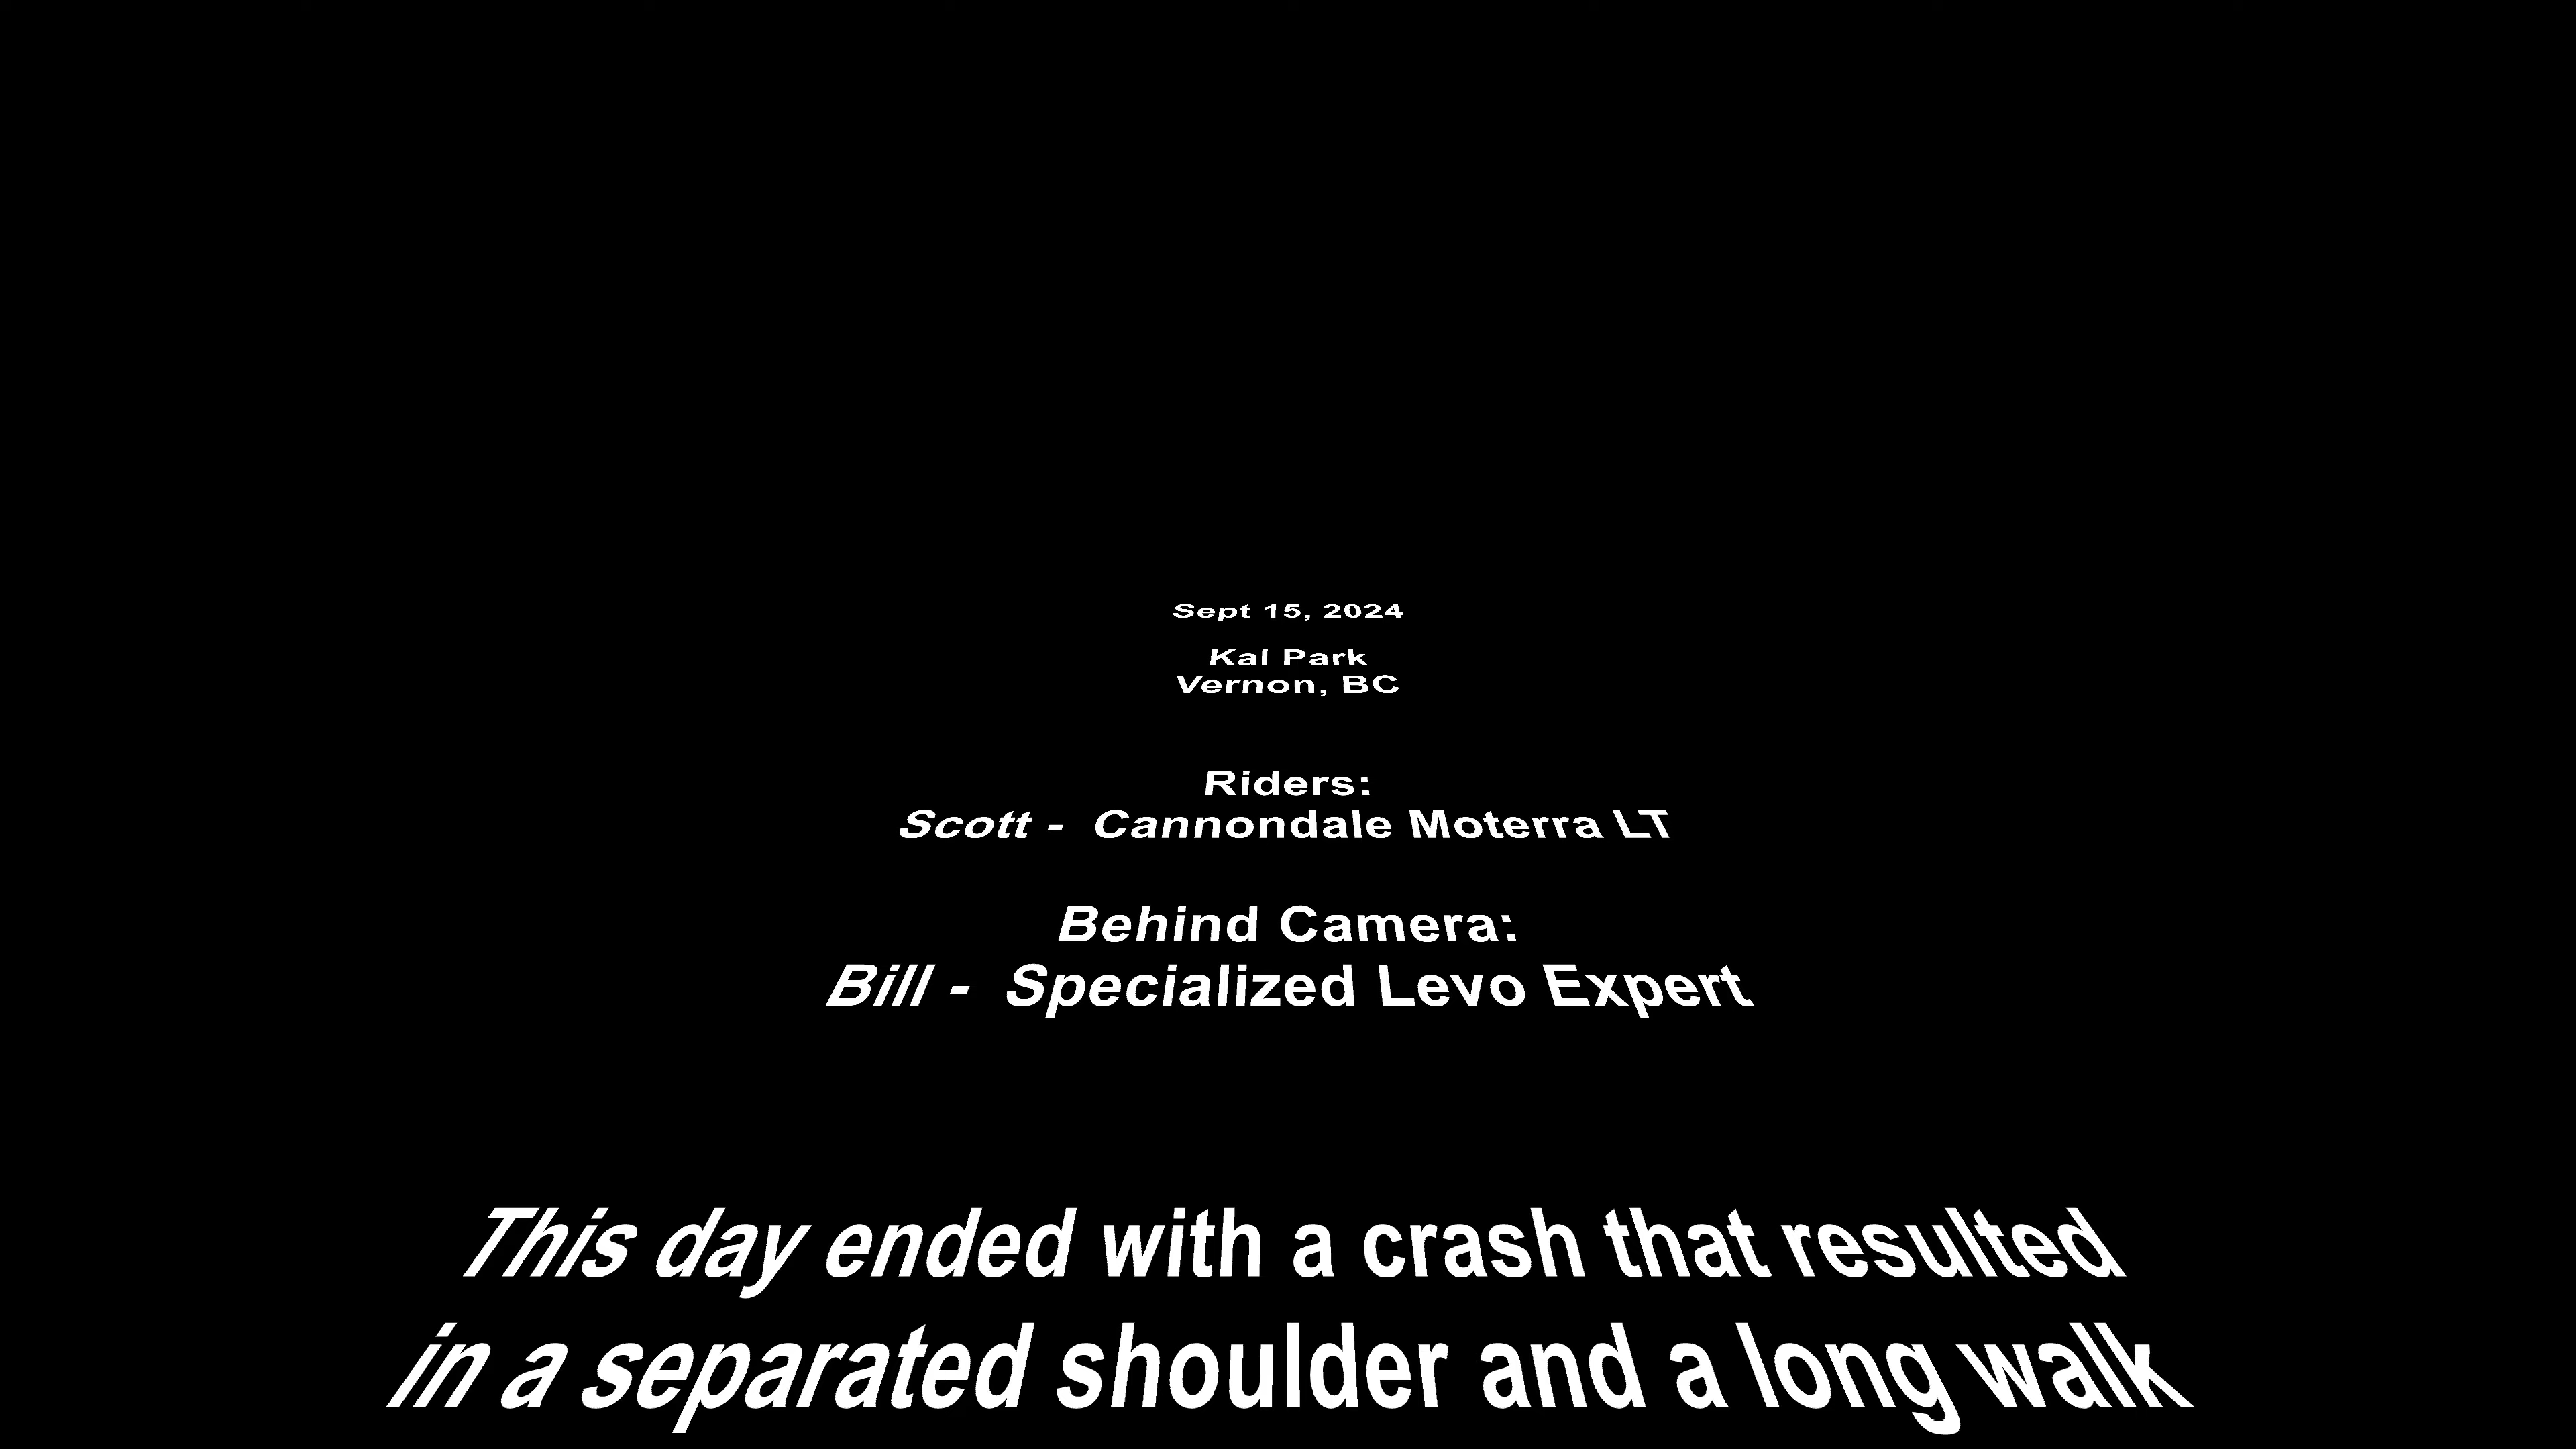 Sept 15, 2024
Kal Park
Vernon, BC
Riders:
Scott - Cannondale Moterra LT
Behind Camera:
Bill - Specialized Levo Expert
This day ended with a crash that resulted
in a separated shoulder and a long walk